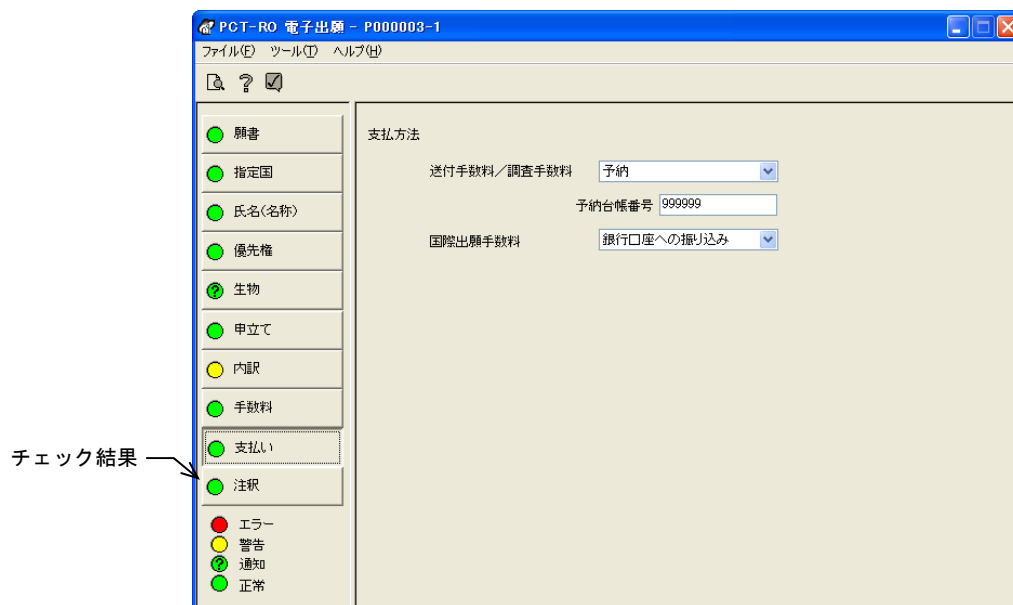 PCT-RO 電子出願 - P000003-1
ファイル(F) ツール(T) ヘルプ(H)
願書
指定国
氏名(名称)
優先権
生物
申立て
内訳
手数料
支払い
注釈
エラー
警告
通知
正常
チェック結果
支払方法
送付手数料／調査手数料 予納
予納台帳番号 999999
国際出願手数料 銀行口座への振り込み